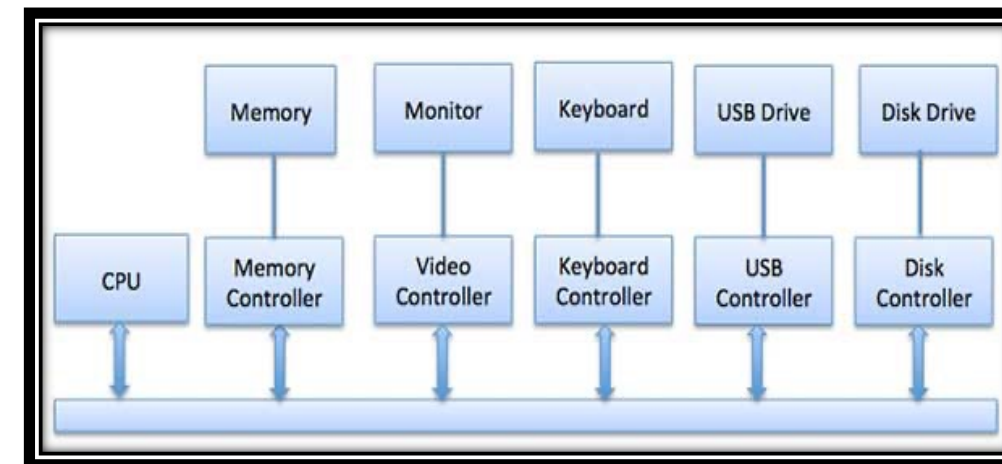 Memory
Monitor
Keyboard
USB Drive
Disk Drive
CPU
Memory
Controller
Video
Controller
Keyboard
Controller
USB
Controller
Disk
Controller